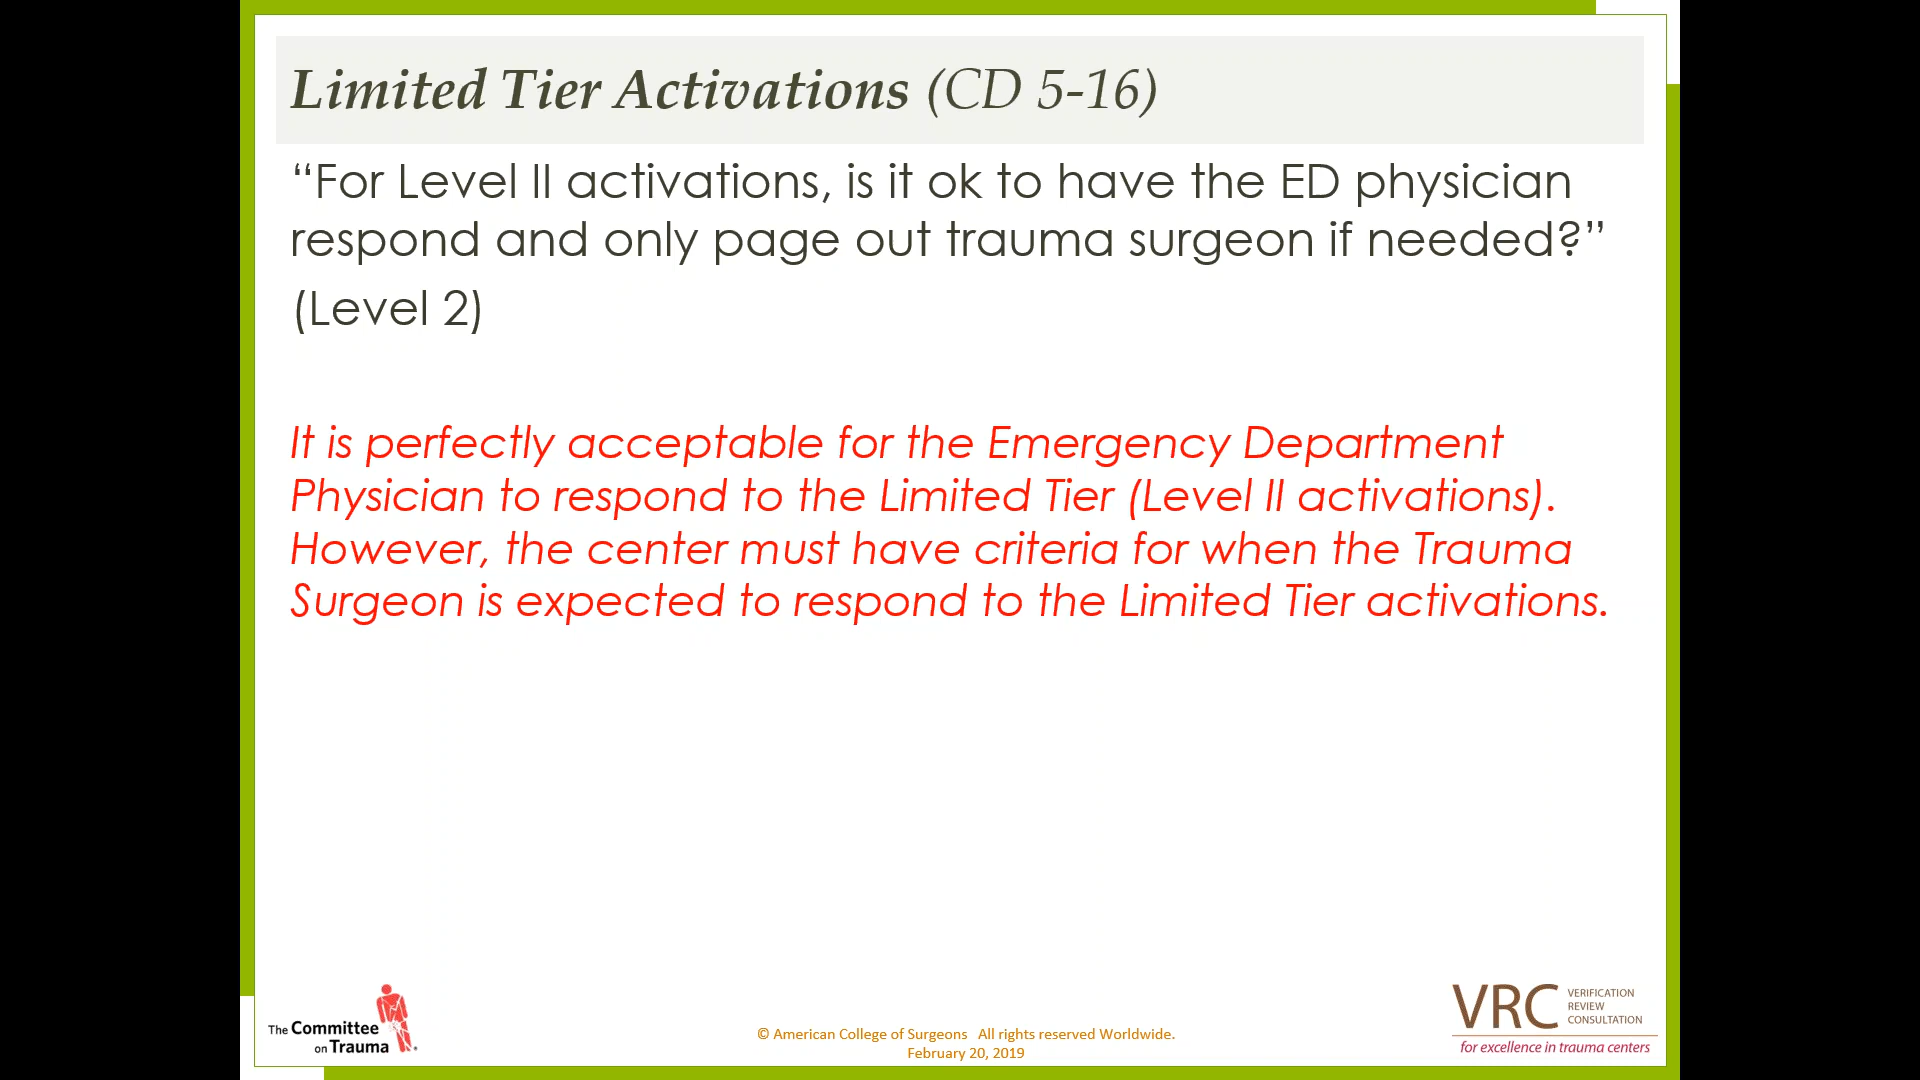 Limited Tier Activations (CD 5-16)
“For Level II activations, is it ok to have the ED physician
respond and only page out trauma surgeon if needed?”
(Level 2)
It is perfectly acceptable for the Emergency Department
Physician to respond to the Limited Tier (Level II activations).
However, the center must have criteria for when the Trauma
Surgeon is expected to respond to the Limited Tier activations.
The Committee
on Trauma
© American College of Surgeons All rights reserved Worldwide.
February 20, 2019
VRC
VERIFICATION
REVIEW
CONSULTATION
for excellence in trauma centers